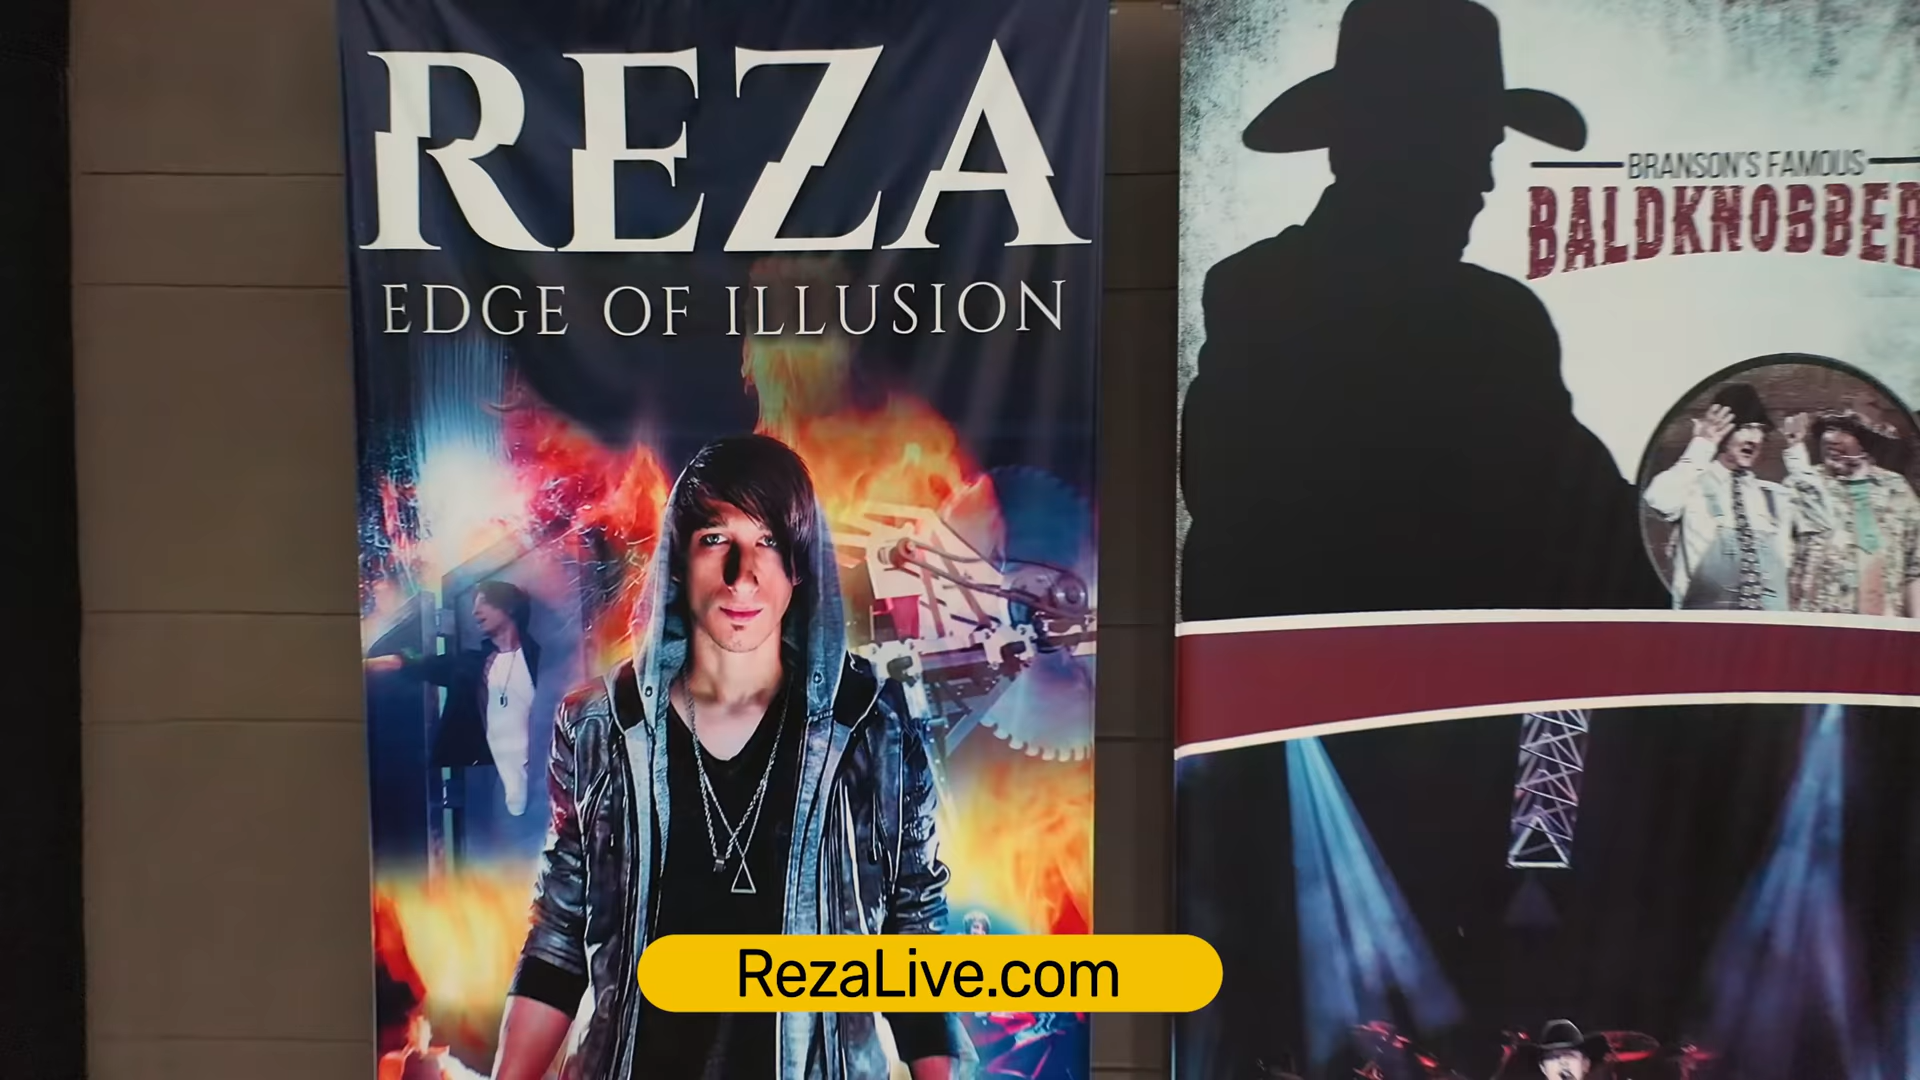 REZA
EDGE OF ILLUSION
BRANSON'S FAMOUS
BALDKNOBBER
RezaLive.com